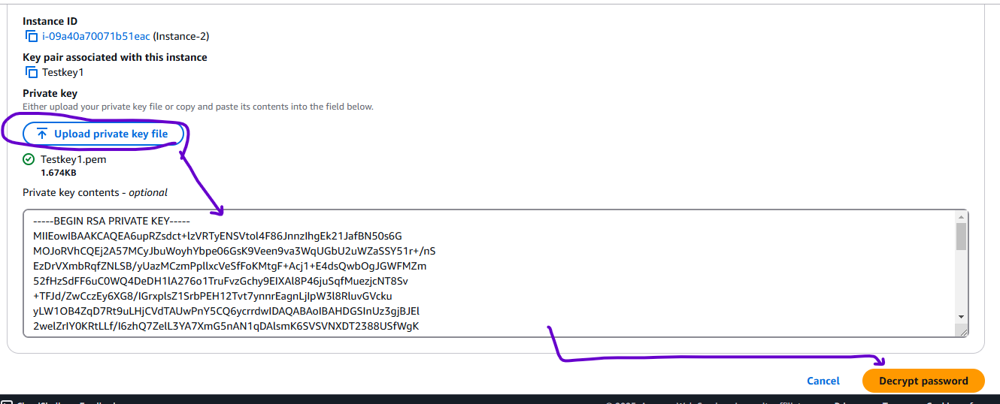 Instance ID
i-09a40a70071b51eac (Instance-2)
Key pair associated with this instance
Testkey1
Private key
Either upload your private key file or copy and paste its contents into the field below.
Upload private key file
Testkey1.pem
1.674KB
Private key contents - optional
-----BEGIN RSA PRIVATE KEY-----
MIIEowIBAAKCAQEA6upRZsdct+lzVRTyENSVtol4F86JnnzIhgEk21JafBN50s6G
MOJoRVhCQEj2A57MCyJbuWoyhYbpe06GsK9Veen9va3WqUGbU2uWZaSSY51r+/nS
EzDrVXmbRqfZNLSB/yUazMCzmPpllxcVeSfFoKMtgF+Acj1+E4dsQwbOgJGWFMZm
52fHzSdFF6uC0WQ4DeDH1lA276o1TruFvzGchy9EIXAl8P46juSqfMuezjcNT8Sv
+TFJd/ZwCczEy6XG8/IGrxplsZ1SrbPEH12Tvt7ynnrEagnLjIpW3l8RluvGVcku
yLW1OB4ZqD7Rt9uLHjCVdTAUwPnY5CQ6ycrrdwIDAQABAoIBAHDGSInUz3gjBJEl
2welZrIY0KRtLLf/I6zhQ7ZelL3YA7XmG5nAN1qDAlsmK6SVSVNXDT2388USfWgK
Cancel
Decrypt password